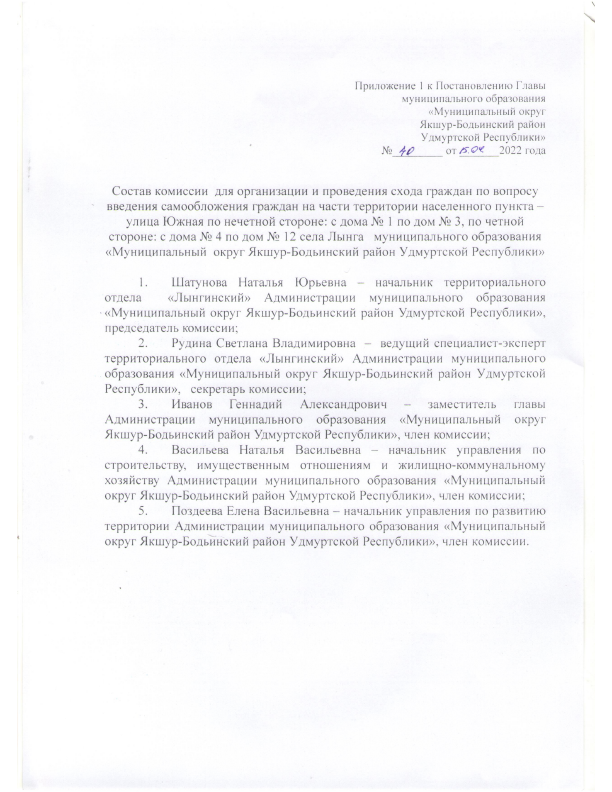 Приложение 1 к Постановлению Главы
муниципального образования
«Муниципальный округ
Якшур-Бодьинский район
Удмуртской Республики»
№ 40 от 15.04. 2022 года
Состав комиссии для организации и проведения схода граждан по вопросу
введения самообложения граждан на части территории населенного пункта –
улица Южная по нечетной стороне: с дома № 1 по дом № 3, по четной
стороне: с дома № 4 по дом № 12 села Лынга муниципального образования
«Муниципальный округ Якшур-Бодьинский район Удмуртской Республики»
1. Шатунова Наталья Юрьевна – начальник территориального
отдела «Лынгинский» Администрации муниципального образования
«Муниципальный округ Якшур-Бодьинский район Удмуртской Республики»,
председатель комиссии;
2. Рудина Светлана Владимировна – ведущий специалист-эксперт
территориального отдела «Лынгинский» Администрации муниципального
образования «Муниципальный округ Якшур-Бодьинский район Удмуртской
Республики», секретарь комиссии;
3. Иванов Геннадий Александрович – заместитель главы
Администрации муниципального образования «Муниципальный округ
Якшур-Бодьинский район Удмуртской Республики», член комиссии;
4. Васильева Наталья Васильевна – начальник управления по
строительству, имущественным отношениям и жилищно-коммунальному
хозяйству Администрации муниципального образования «Муниципальный
округ Якшур-Бодьинский район Удмуртской Республики», член комиссии;
5. Поздеева Елена Васильевна – начальник управления по развитию
территории Администрации муниципального образования «Муниципальный
округ Якшур-Бодьинский район Удмуртской Республики», член комиссии.